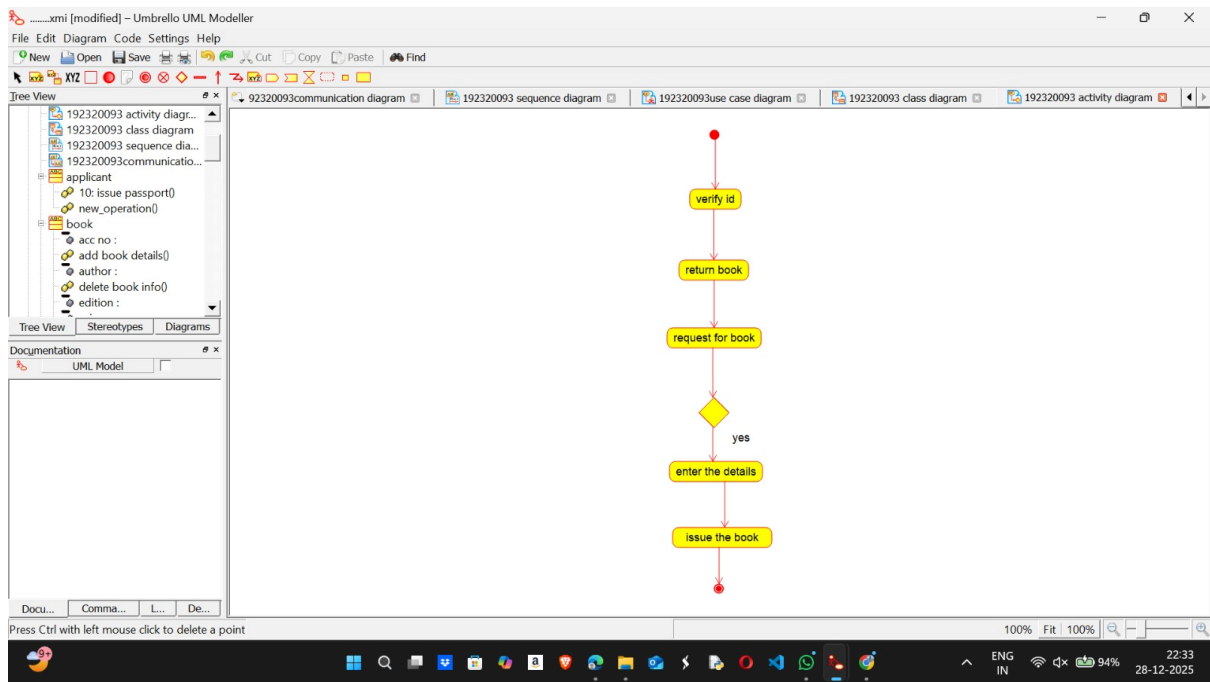 ........xmi [modified] – Umbrello UML Modeller
File Edit Diagram Code Settings Help
New Open Save Cut Copy Paste Find
XYZ XYZ
Tree View
92320093communication diagram 192320093 sequence diagram 192320093use case diagram 192320093 class diagram 192320093 activity diagram
192320093 activity diagr...
192320093 class diagram
192320093 sequence dia...
192320093communicatio...
applicant
10: issue passport()
new_operation()
book
acc no :
add book details()
author :
delete book info()
edition :
Tree View Stereotypes Diagrams
Documentation
UML Model
verify id
return book
request for book
yes
enter the details
issue the book
Docu... Comma... L... De...
Press Ctrl with left mouse click to delete a point
100% Fit 100%
9+
a
ENG
IN
94%
22:33
28-12-2025